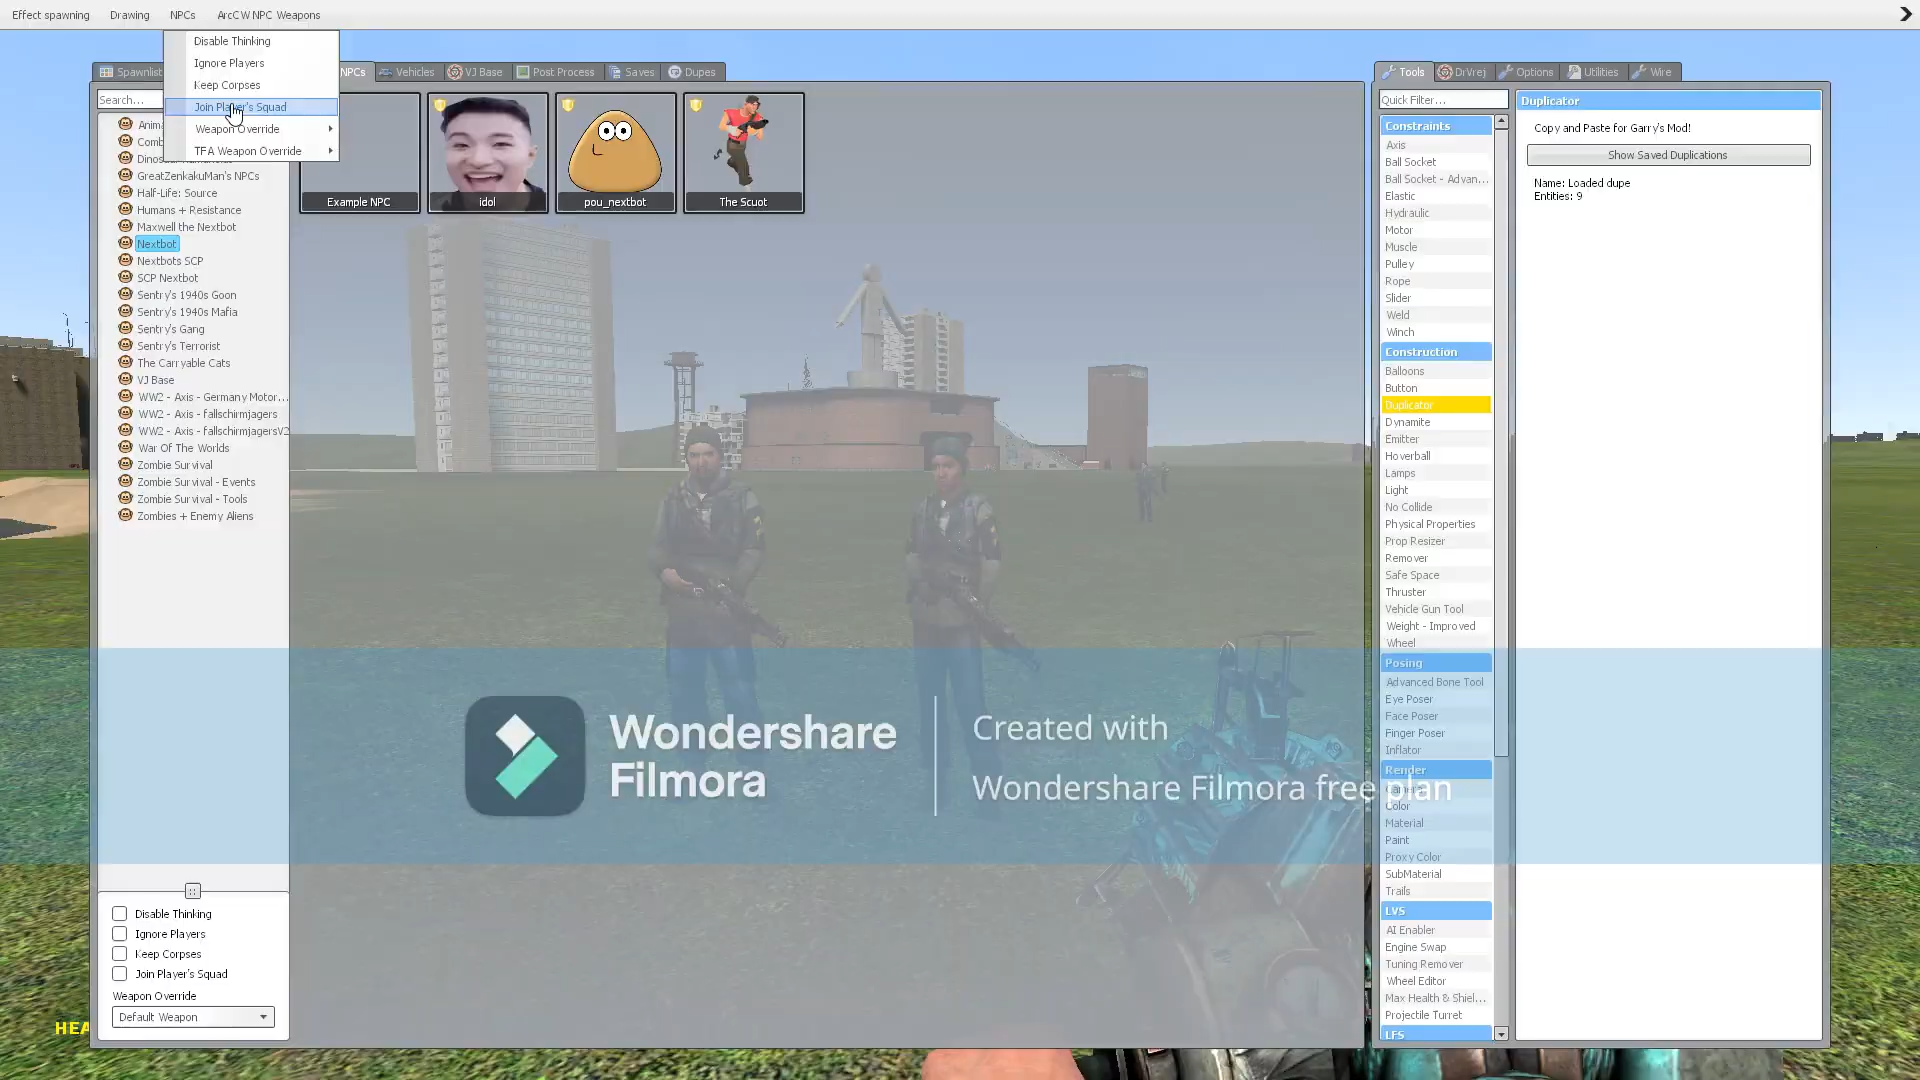 Effect spawning Drawing NPCs ArcCW NPC Weapons
Disable Thinking
Ignore Players
Keep Corpses
Join Player's Squad
Weapon Override
TFA Weapon Override
Spawnlist
NPCs
Vehicles
VJ Base
Post Process
Saves
Dupes
Search...
GreatZenkakuMan's NPCs
Half-Life: Source
Humans + Resistance
Maxwell the Nextbot
Nextbot
Nextbots SCP
SCP Nextbot
Sentry's 1940s Goon
Sentry's 1940s Mafia
Sentry's Gang
Sentry's Terrorist
The Carryable Cats
VJ Base
WW2 - Axis - Germany Motor...
WW2 - Axis - fallschirmjagers
WW2 - Axis - fallschirmjagersV2
War Of The Worlds
Zombie Survival
Zombie Survival - Events
Zombie Survival - Tools
Zombies + Enemy Aliens
Disable Thinking
Ignore Players
Keep Corpses
Join Player's Squad
Weapon Override
Default Weapon
Example NPC
idol
pou_nextbot
The Scuot
Wondershare
Filmora
Created with
Wondershare Filmora free plan
Tools
DrVrej
Options
Utilities
Wire
Quick Filter...
Constraints
Axis
Ball Socket
Ball Socket - Advan...
Elastic
Hydraulic
Motor
Muscle
Pulley
Rope
Slider
Weld
Winch
Construction
Balloons
Button
Duplicator
Dynamite
Emitter
Hoverball
Lamps
Light
No Collide
Physical Properties
Prop Resizer
Remover
Safe Space
Thruster
Vehicle Gun Tool
Weight - Improved
Wheel
Posing
Advanced Bone Tool
Eye Poser
Face Poser
Finger Poser
Inflator
Render
Camera
Color
Material
Paint
Proxy Color
SubMaterial
Trails
LVS
AI Enabler
Engine Swap
Tuning Remover
Wheel Editor
Max Health & Shiel...
Projectile Turret
LFS
Duplicator
Copy and Paste for Garry's Mod!
Show Saved Duplications
Name: Loaded dupe
Entities: 9